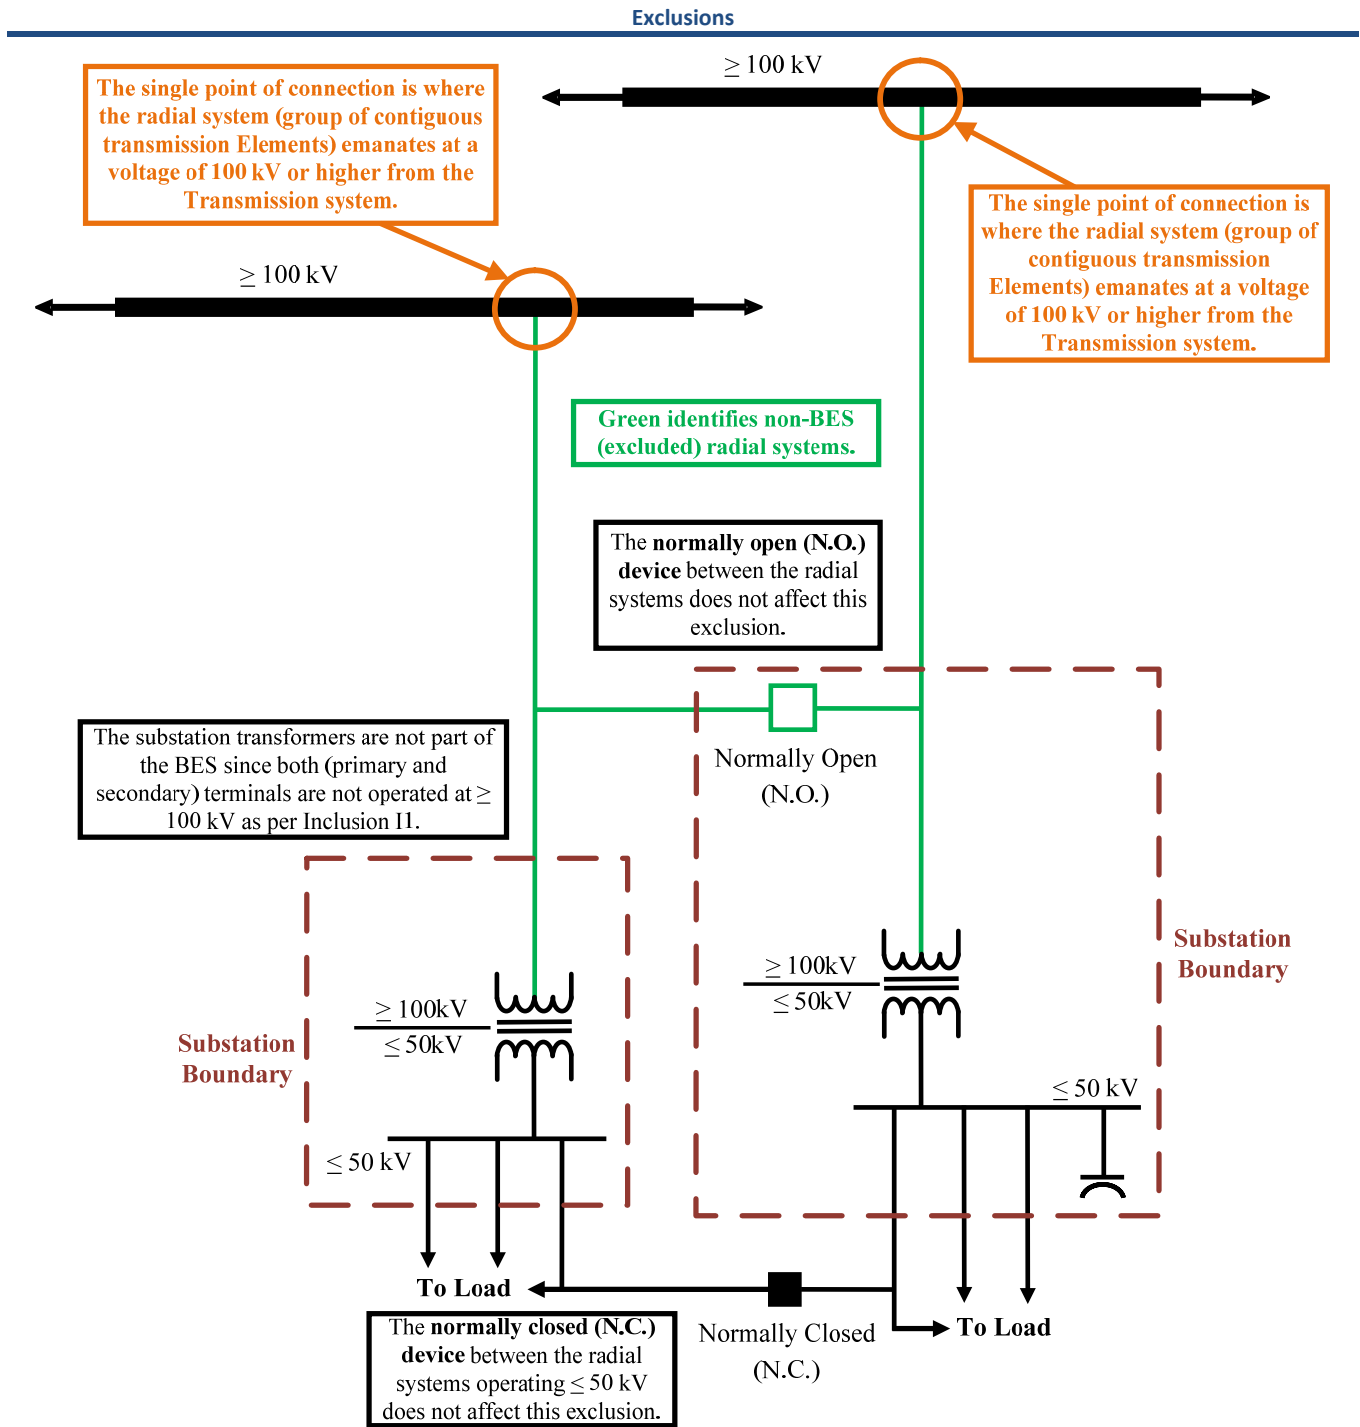 Exclusions
≥ 100 kV
The single point of connection is where
the radial system (group of contiguous
transmission Elements) emanates at a
voltage of 100 kV or higher from the
Transmission system.
The single point of connection is
where the radial system (group of
contiguous transmission
Elements) emanates at a voltage
of 100 kV or higher from the
Transmission system.
≥ 100 kV
Green identifies non-BES
(excluded) radial systems.
The normally open (N.O.)
device between the radial
systems does not affect this
exclusion.
The substation transformers are not part of
the BES since both (primary and
secondary) terminals are not operated at ≥
100 kV as per Inclusion I1.
Normally Open
(N.O.)
≥ 100kV
≤ 50kV
Substation
Boundary
≥ 100kV
≤ 50kV
Substation
Boundary
≤ 50 kV
≤ 50 kV
To Load
To Load
The normally closed (N.C.)
device between the radial
systems operating ≤ 50 kV
does not affect this exclusion.
Normally Closed
(N.C.)